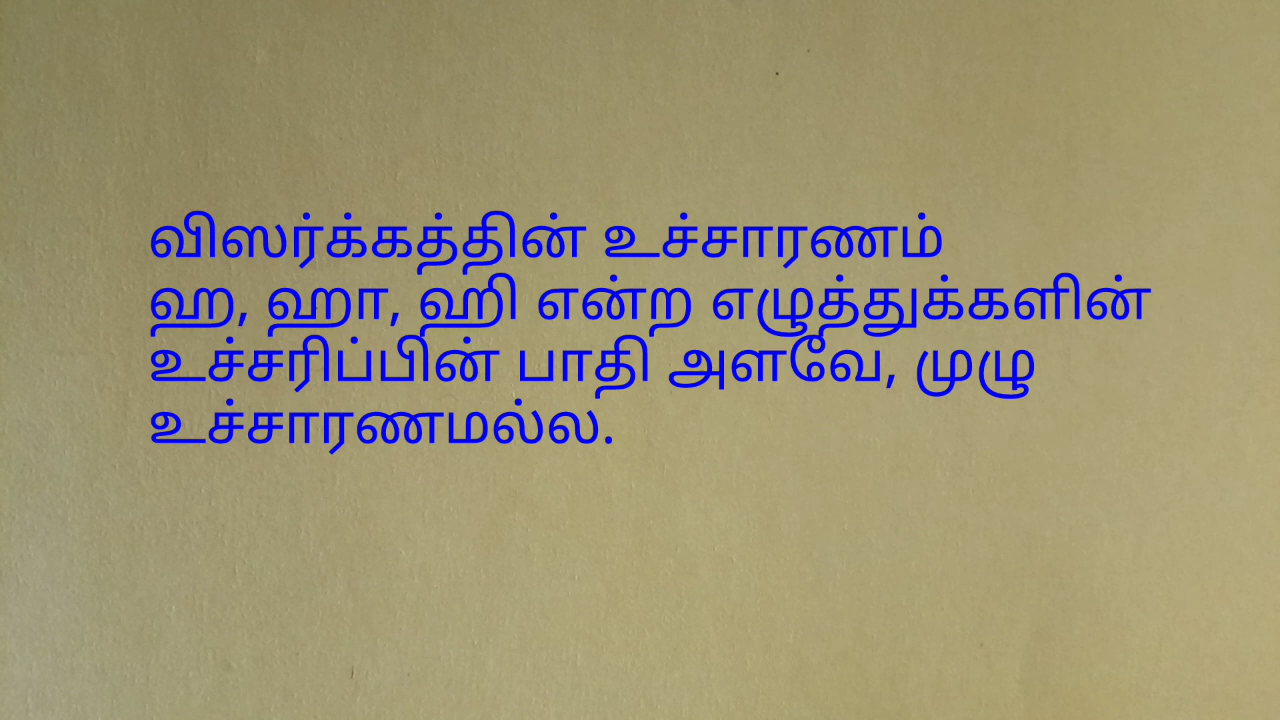 விஸர்க்கத்தின் உச்சாரணம்
ஹ, ஹா, ஹி என்ற எழுத்துக்களின்
உச்சரிப்பின் பாதி அளவே, முழு
உச்சாரணமல்ல.